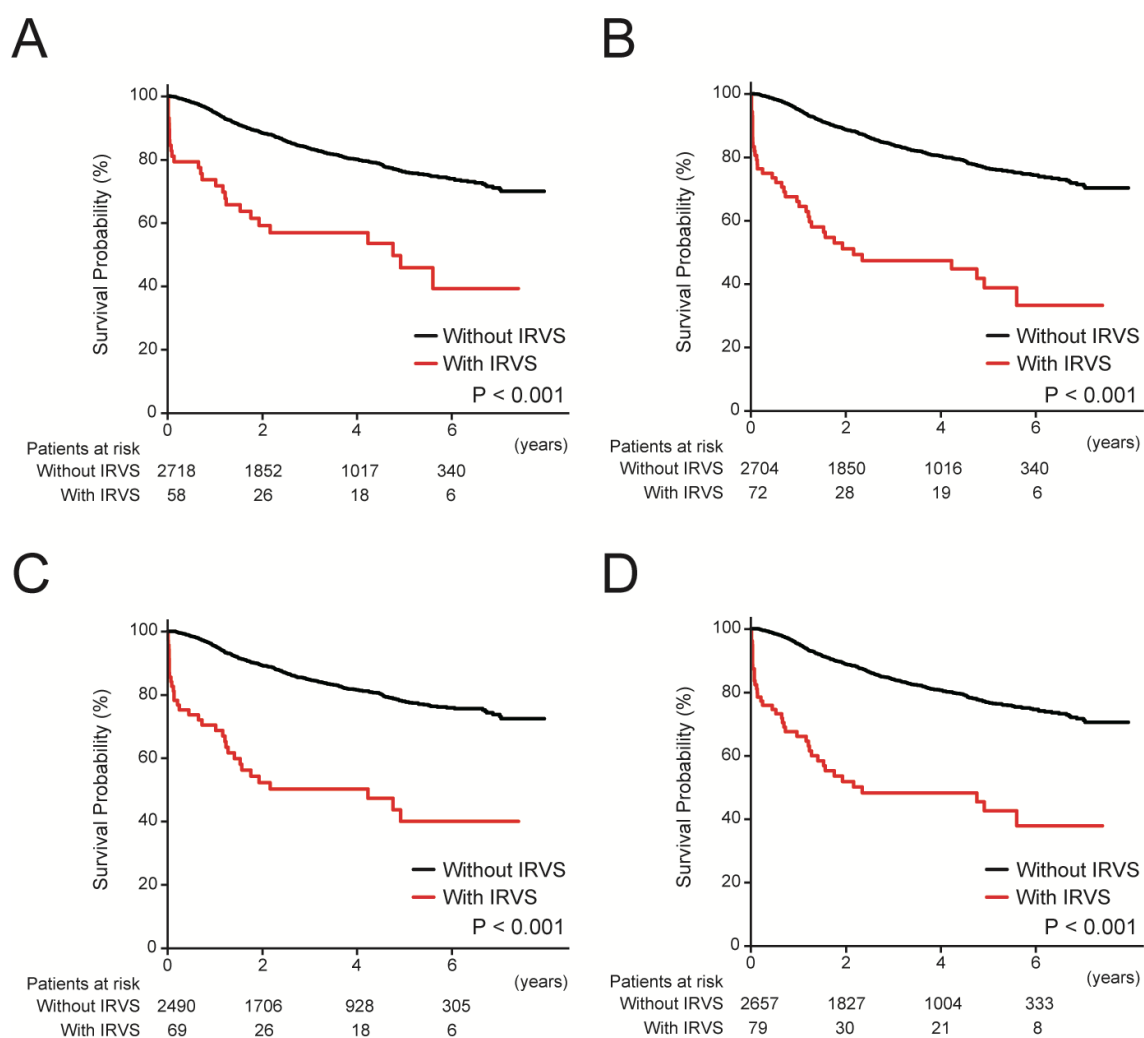 A
Survival Probability (%)
100
80
60
40
20
0
Without IRVS
With IRVS
P < 0.001
0 2 4 6 (years)
Patients at risk
Without IRVS 2718 1852 1017 340
With IRVS 58 26 18 6
B
Survival Probability (%)
100
80
60
40
20
0
Without IRVS
With IRVS
P < 0.001
0 2 4 6 (years)
Patients at risk
Without IRVS 2704 1850 1016 340
With IRVS 72 28 19 6
C
Survival Probability (%)
100
80
60
40
20
0
Without IRVS
With IRVS
P < 0.001
0 2 4 6 (years)
Patients at risk
Without IRVS 2490 1706 928 305
With IRVS 69 26 18 6
D
Survival Probability (%)
100
80
60
40
20
0
Without IRVS
With IRVS
P < 0.001
0 2 4 6 (years)
Patients at risk
Without IRVS 2657 1827 1004 333
With IRVS 79 30 21 8